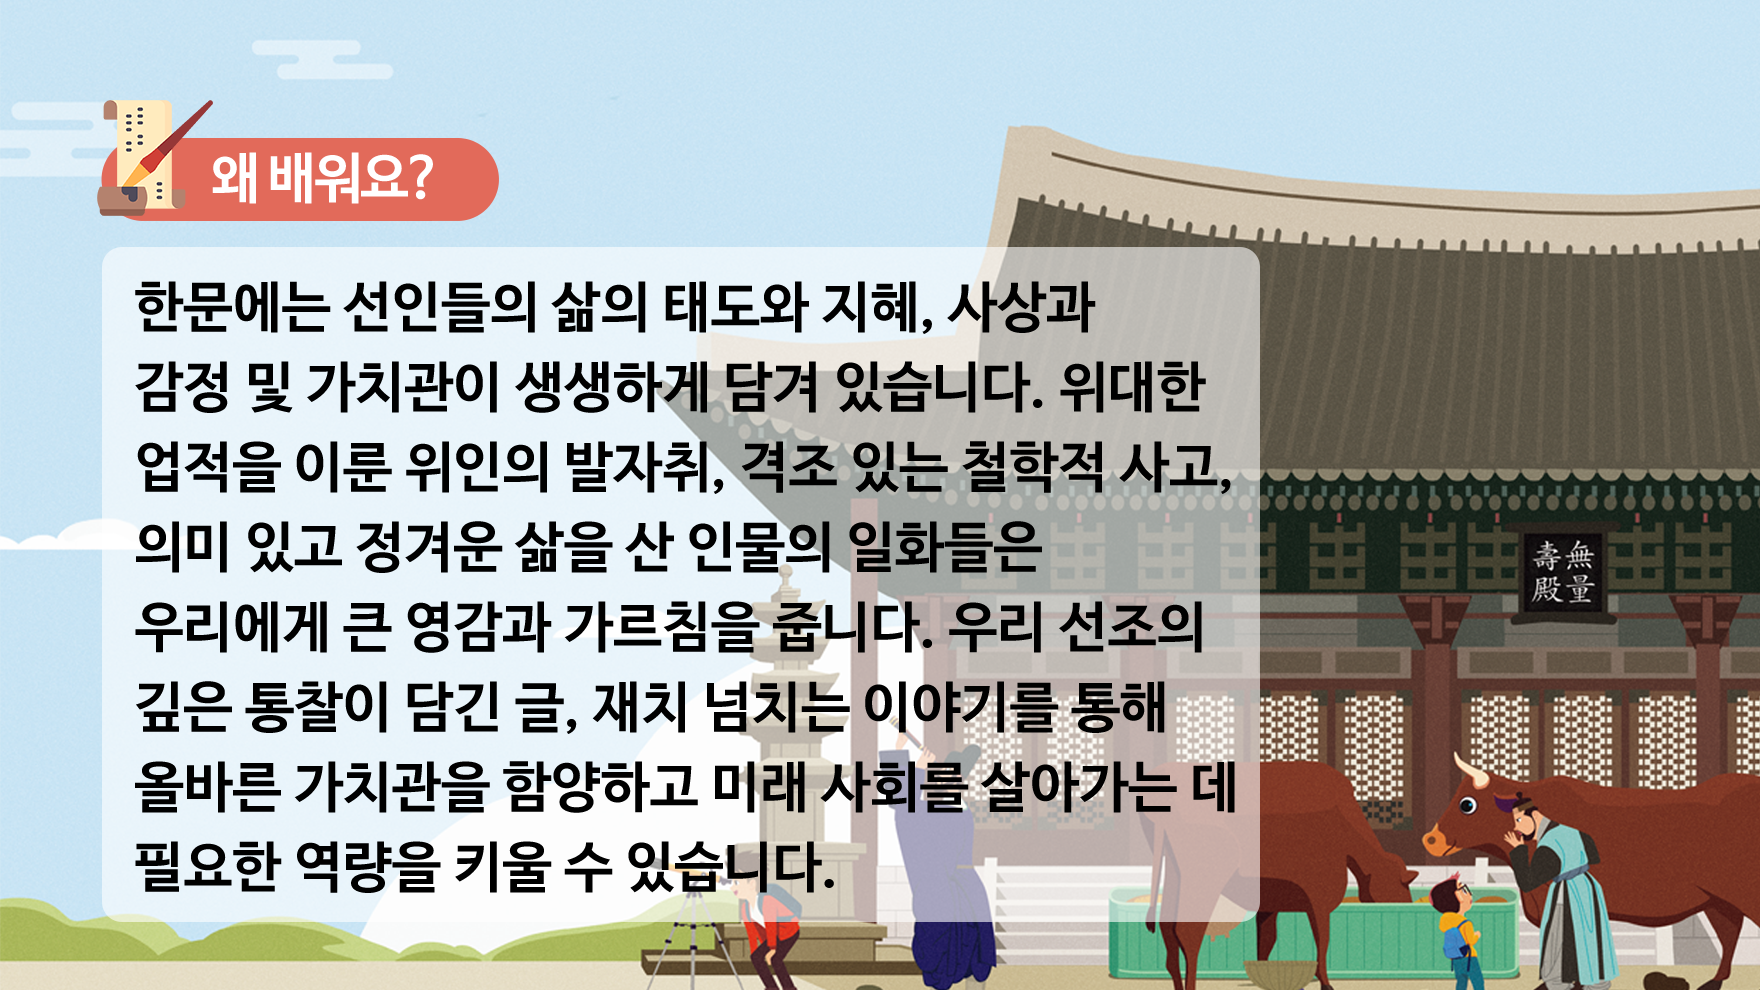 왜 배워요?
한문에는 선인들의 삶의 태도와 지혜, 사상과
감정 및 가치관이 생생하게 담겨 있습니다. 위대한
업적을 이룬 위인의 발자취, 격조 있는 철학적 사고,
의미 있고 정겨운 삶을 산 인물의 일화들은
우리에게 큰 영감과 가르침을 줍니다. 우리 선조의
깊은 통찰이 담긴 글, 재치 넘치는 이야기를 통해
올바른 가치관을 함양하고 미래 사회를 살아가는 데
필요한 역량을 키울 수 있습니다.
無量
壽殿